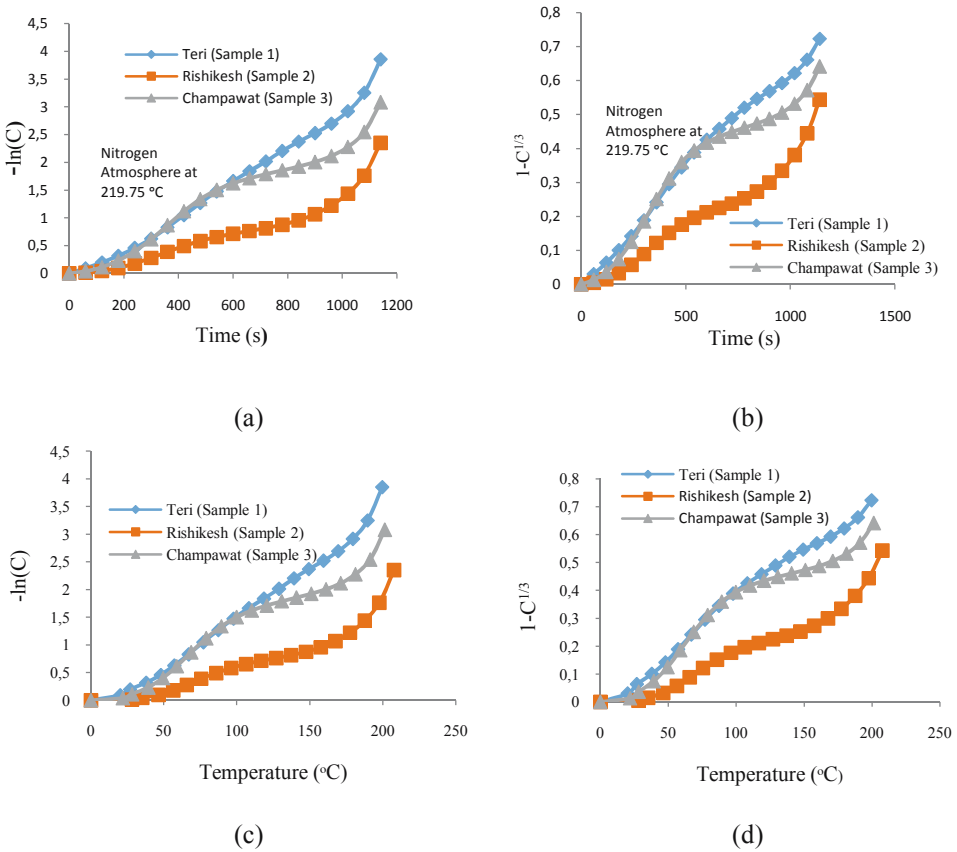 4,5
4
3,5
3
2,5
2
1,5
1
0,5
0
-ln(C)
Teri (Sample 1)
Rishikesh (Sample 2)
Champawat (Sample 3)
Nitrogen
Atmosphere at
219.75 °C
0 200 400 600 800 1000 1200 1400
Time (s)
(a)
0,8
0,7
0,6
0,5
0,4
0,3
0,2
0,1
0
1-C^1/3
Nitrogen
Atmosphere at
219.75 °C
Teri (Sample 1)
Rishikesh (Sample 2)
Champawat (Sample 3)
0 500 1000 1500
Time (s)
(b)
4,5
4
3,5
3
2,5
2
1,5
1
0,5
0
-ln(C)
Teri (Sample 1)
Rishikesh (Sample 2)
Champawat (Sample 3)
0 50 100 150 200 250
Temperature (°C)
(c)
0,8
0,7
0,6
0,5
0,4
0,3
0,2
0,1
0
1-C^1/3
Teri (Sample 1)
Rishikesh (Sample 2)
Champawat (Sample 3)
0 50 100 150 200 250
Temperature (°C)
(d)